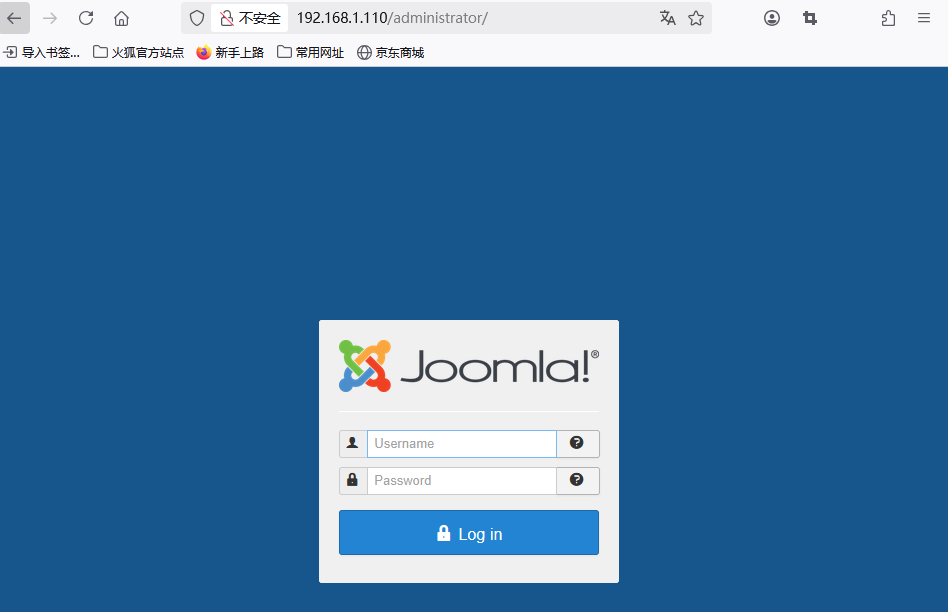 不安全 192.168.1.110/administrator/
导入书签... 火狐官方站点 新手上路 常用网址 京东商城
Joomla!®
Username
Password
Log in